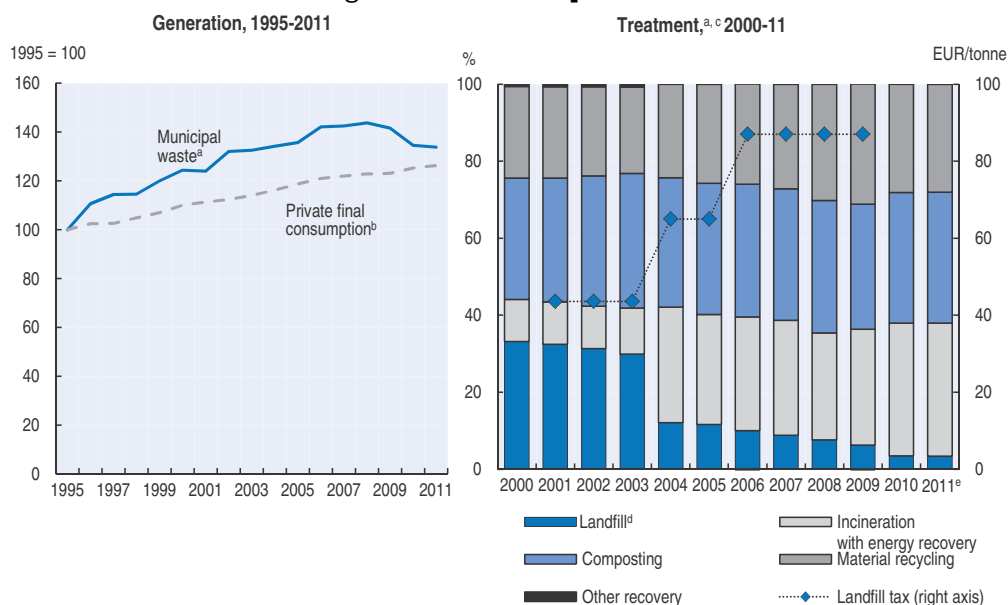 Generation, 1995-2011
1995 = 100
160
140
120
100
80
60
40
20
0
Municipal
wasteᵃ
Private final
consumptionᵇ
1995 1997 1999 2001 2003 2005 2007 2009 2011
Treatment,ᵃ, ᶜ 2000-11
%
EUR/tonne
100
80
60
40
20
0
100
80
60
40
20
0
2000 2001 2002 2003 2004 2005 2006 2007 2008 2009 2010 2011ᵉ
Landfillᵈ
Incineration
with energy recovery
Composting
Material recycling
Other recovery
Landfill tax (right axis)